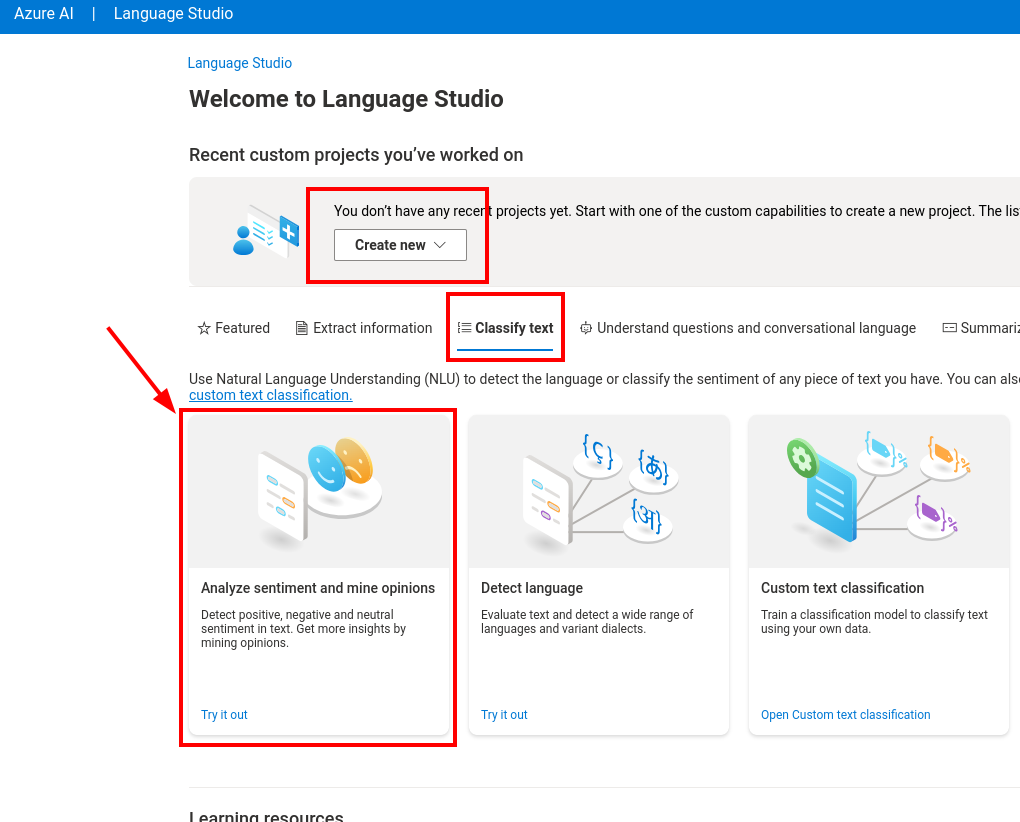 Azure AI | Language Studio
Language Studio
Welcome to Language Studio
Recent custom projects you’ve worked on
You don’t have any recent projects yet. Start with one of the custom capabilities to create a new project. The
Create new
Featured Extract information Classify text Understand questions and conversational language
Use Natural Language Understanding (NLU) to detect the language or classify the sentiment of any piece of text you have. You can
custom text classification.
{ç}
{あ}
{अ}
Analyze sentiment and mine opinions
Detect positive, negative and neutral
sentiment in text. Get more insights by
mining opinions.
Try it out
Detect language
Evaluate text and detect a wide range of
languages and variant dialects.
Try it out
Custom text classification
Train a classification model to classify text
using your own data.
Open Custom text classification
Learning resources